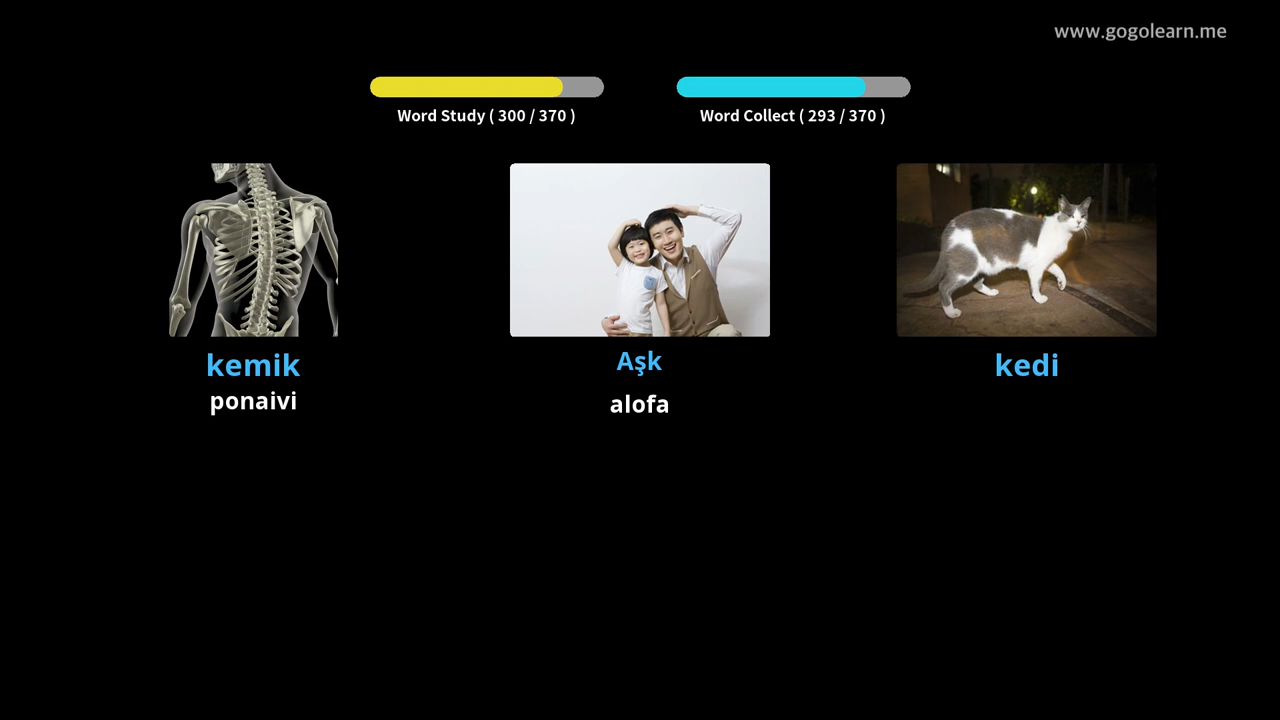 www.gogolearn.me
Word Study ( 300 / 370 )
Word Collect ( 293 / 370 )
kemik
ponaivi
Aşk
alofa
kedi